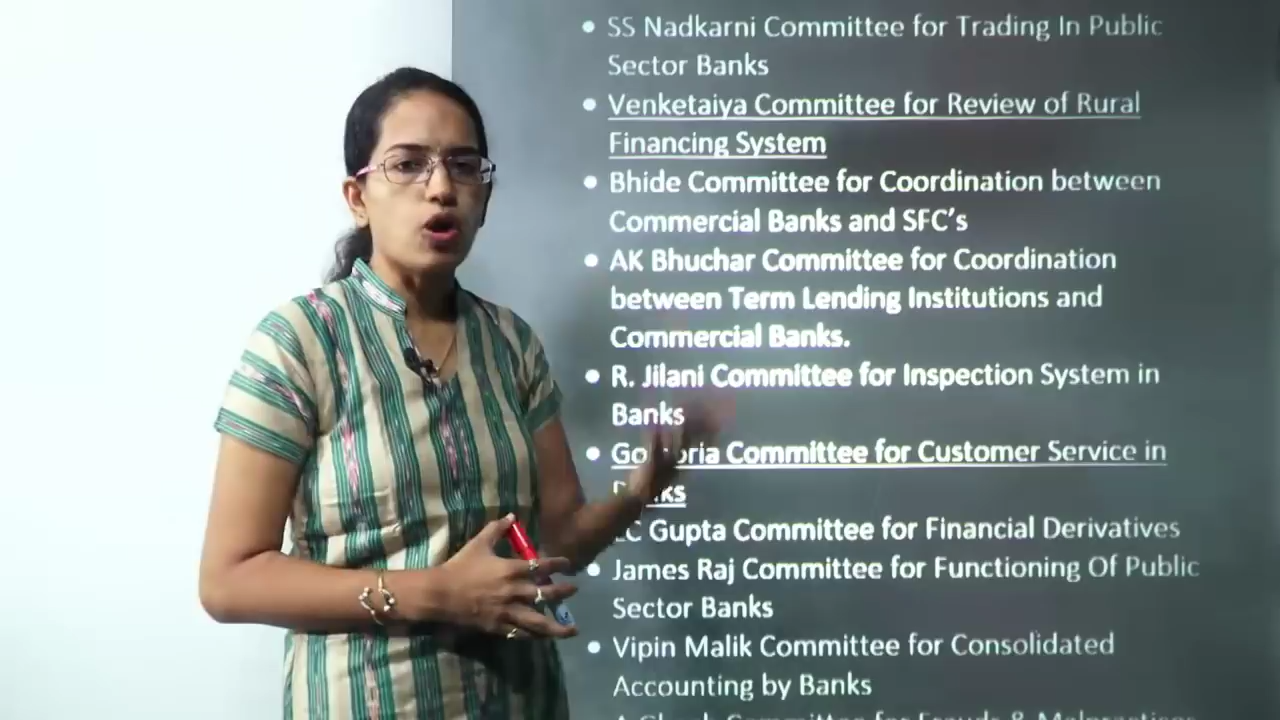 SS Nadkarni Committee for Trading In Public
Sector Banks
Venketaiya Committee for Review of Rural
Financing System
Bhide Committee for Coordination between
Commercial Banks and SFC's
AK Bhuchar Committee for Coordination
between Term Lending Institutions and
Commercial Banks.
R. Jilani Committee for Inspection System in
Banks
Committee for Customer Service in
Gupta Committee for Financial Derivatives
James Raj Committee for Functioning Of Public
Sector Banks
Vipin Malik Committee for Consolidated
Accounting by Banks